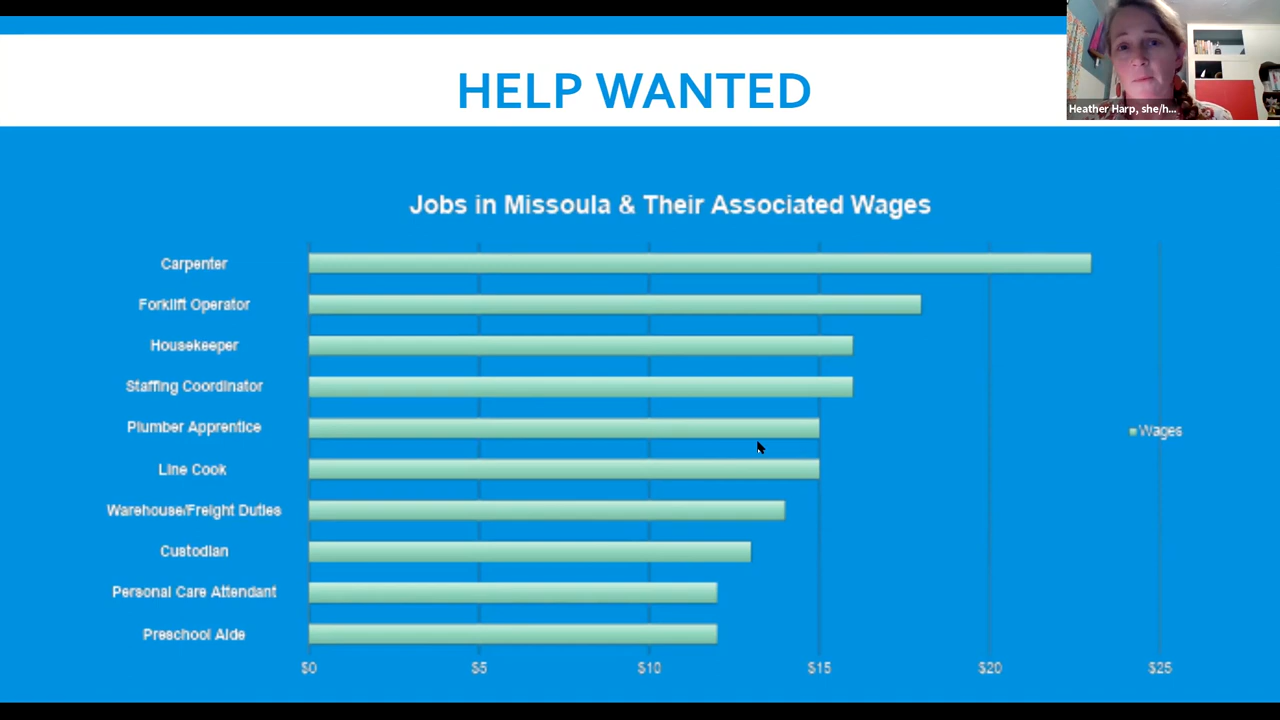 HELP WANTED
Heather Harp, she/h...
Jobs in Missoula & Their Associated Wages
Carpenter
Forklift Operator
Housekeeper
Staffing Coordinator
Plumber Apprentice
Wages
Line Cook
Warehouse/Freight Duties
Custodian
Personal Care Attendant
Preschool Aide
$0 $5 $10 $15 $20 $25